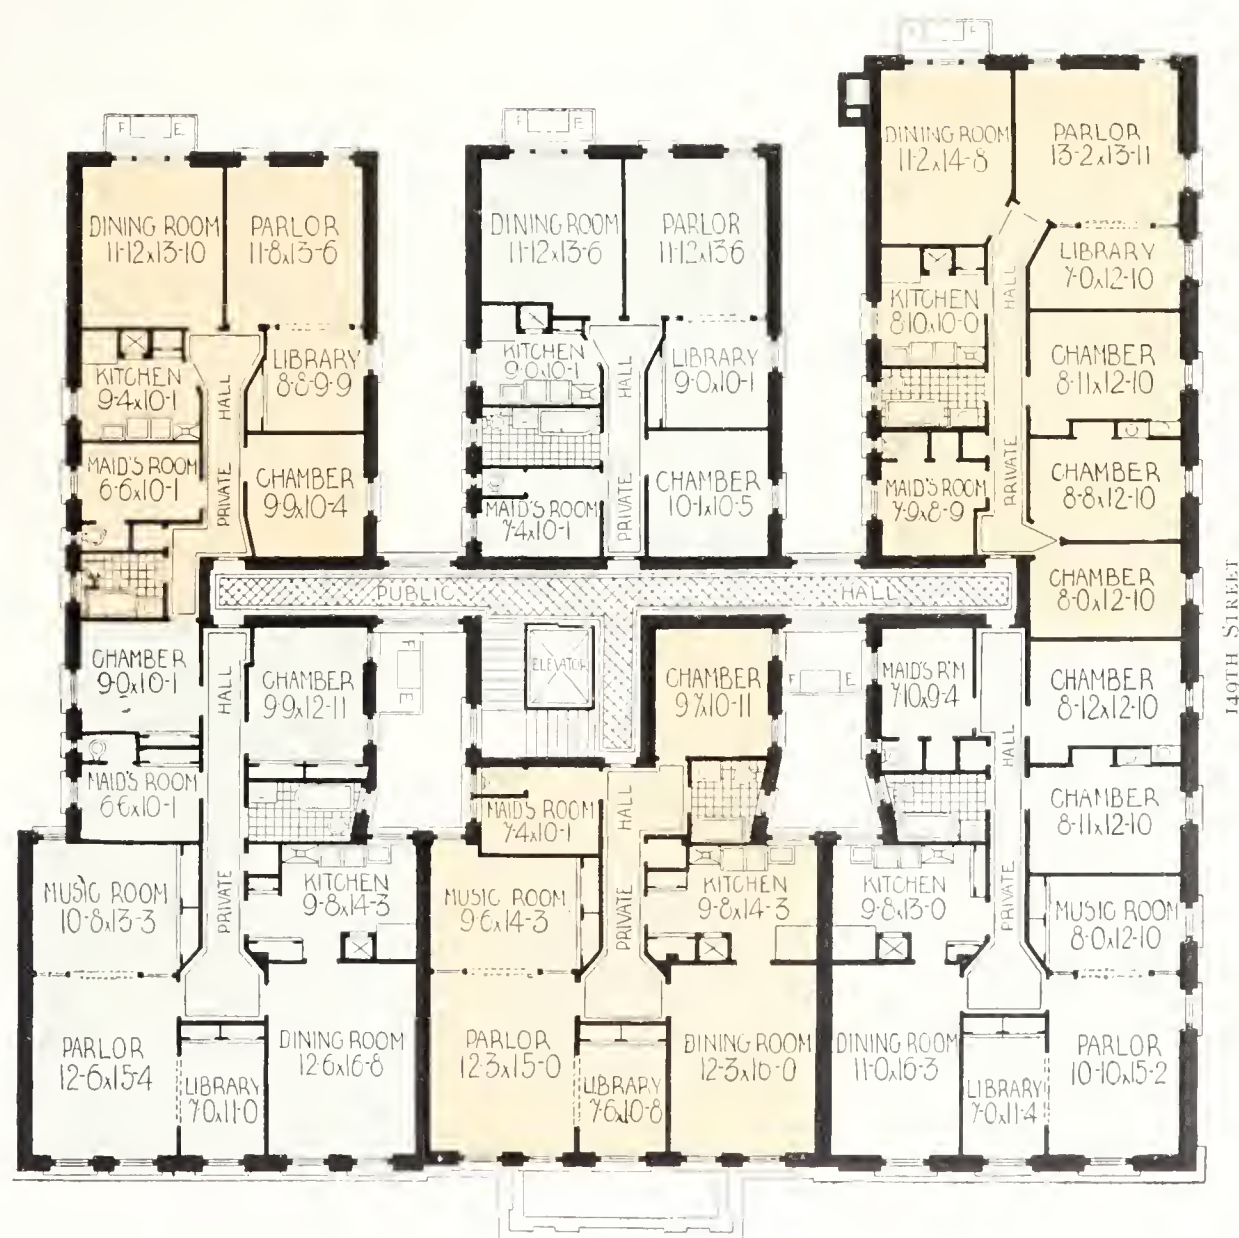 F E
DINING ROOM
11-12x13-10
PARLOR
11-8x13-6
KITCHEN
9-4x10-1
LIBRARY
8-8-9-9
HALL
PRIVATE
MAID'S ROOM
6-6x10-1
CHAMBER
9-9x10-4
F E
DINING ROOM
11-12x13-6
PARLOR
11-12x136
KITCHEN
9-0x10-1
LIBRARY
9-0x10-1
HALL
PRIVATE
MAID'S ROOM
7-4x10-1
CHAMBER
10-1x10-5
F
DINING ROOM
11-2x14-8
PARLOR
13-2x13-11
LIBRARY
7-0x12-10
KITCHEN
8-10x10-0
HALL
PRIVATE
CHAMBER
8-11x12-10
CHAMBER
8-8x12-10
MAID'S ROOM
7-9x8-9
CHAMBER
8-0x12-10
PUBLIC HALL
ELEVATOR
CHAMBER
9-0x10-1
HALL
PRIVATE
CHAMBER
9-9x12-11
F
E
MAID'S ROOM
6-6x10-1
MUSIC ROOM
10-8x13-3
KITCHEN
9-8x14-3
PARLOR
12-6x15-4
LIBRARY
7-0x11-0
DINING ROOM
12-6x16-8
CHAMBER
9-7x10-11
MAID'S ROOM
7-4x10-1
HALL
PRIVATE
MUSIC ROOM
9-6x14-3
KITCHEN
9-8x14-3
PARLOR
12-3x15-0
LIBRARY
7-6x10-8
DINING ROOM
12-3x16-0
F E
MAID'S R'M
7-10x9-4
HALL
PRIVATE
CHAMBER
8-12x12-10
CHAMBER
8-11x12-10
KITCHEN
9-8x13-0
MUSIC ROOM
8-0x12-10
DINING ROOM
11-0x16-3
LIBRARY
7-0x11-4
PARLOR
10-10x15-2
149TH STREET